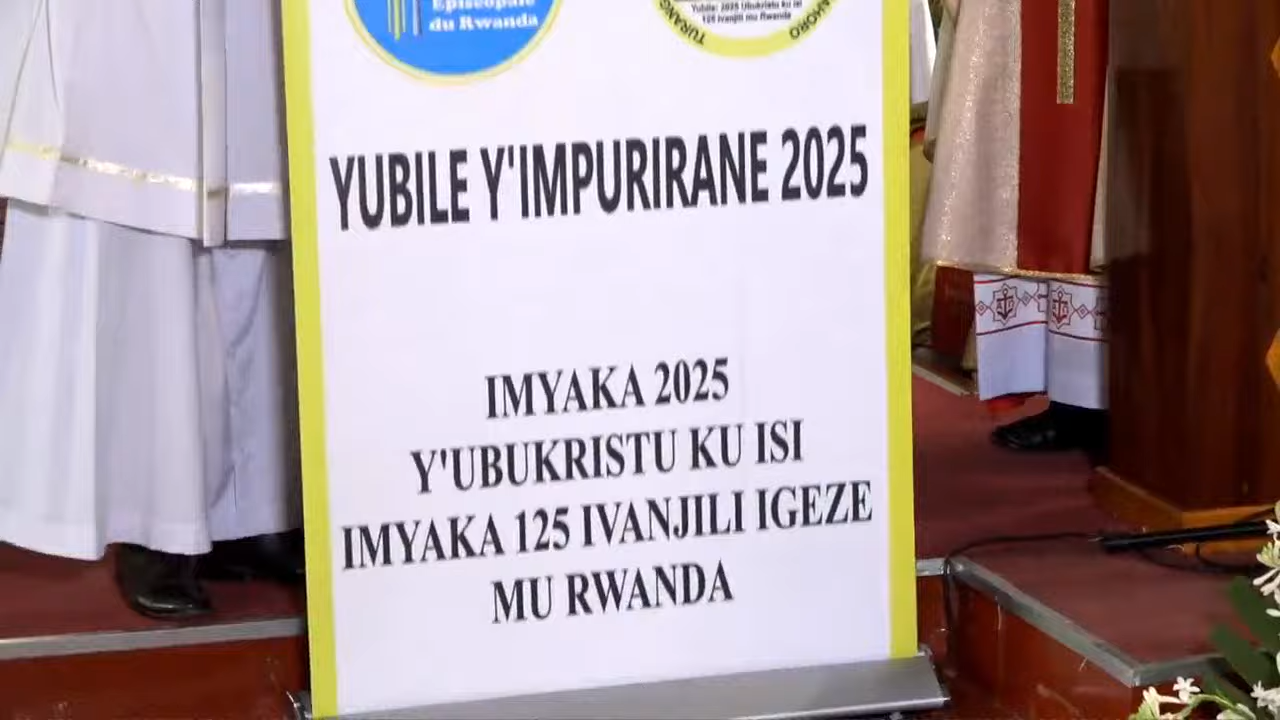 Episcopale
du Rwanda
Yubile: 2025 Ubukristu ku isi
125 ivanjili mu Rwanda
YUBILE Y'IMPURIRANE 2025
IMYAKA 2025
Y'UBUKRISTU KU ISI
IMYAKA 125 IVANJILI IGEZE
MU RWANDA